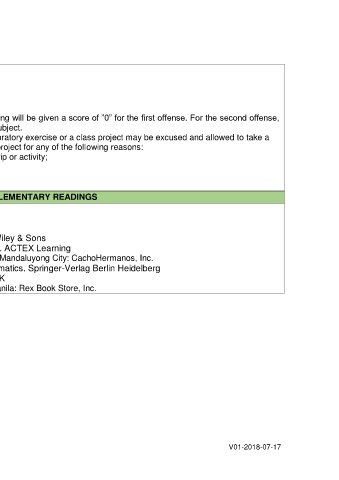 ng will be given a score of "0" for the first offense. For the second offense,
ubject.
ratory exercise or a class project may be excused and allowed to take a
project for any of the following reasons:
rip or activity;
LEMENTARY READINGS
Wiley & Sons
. ACTEX Learning
Mandaluyong City: CachoHermanos, Inc.
matics. Springer-Verlag Berlin Heidelberg
K
anila: Rex Book Store, Inc.
V01-2018-07-17